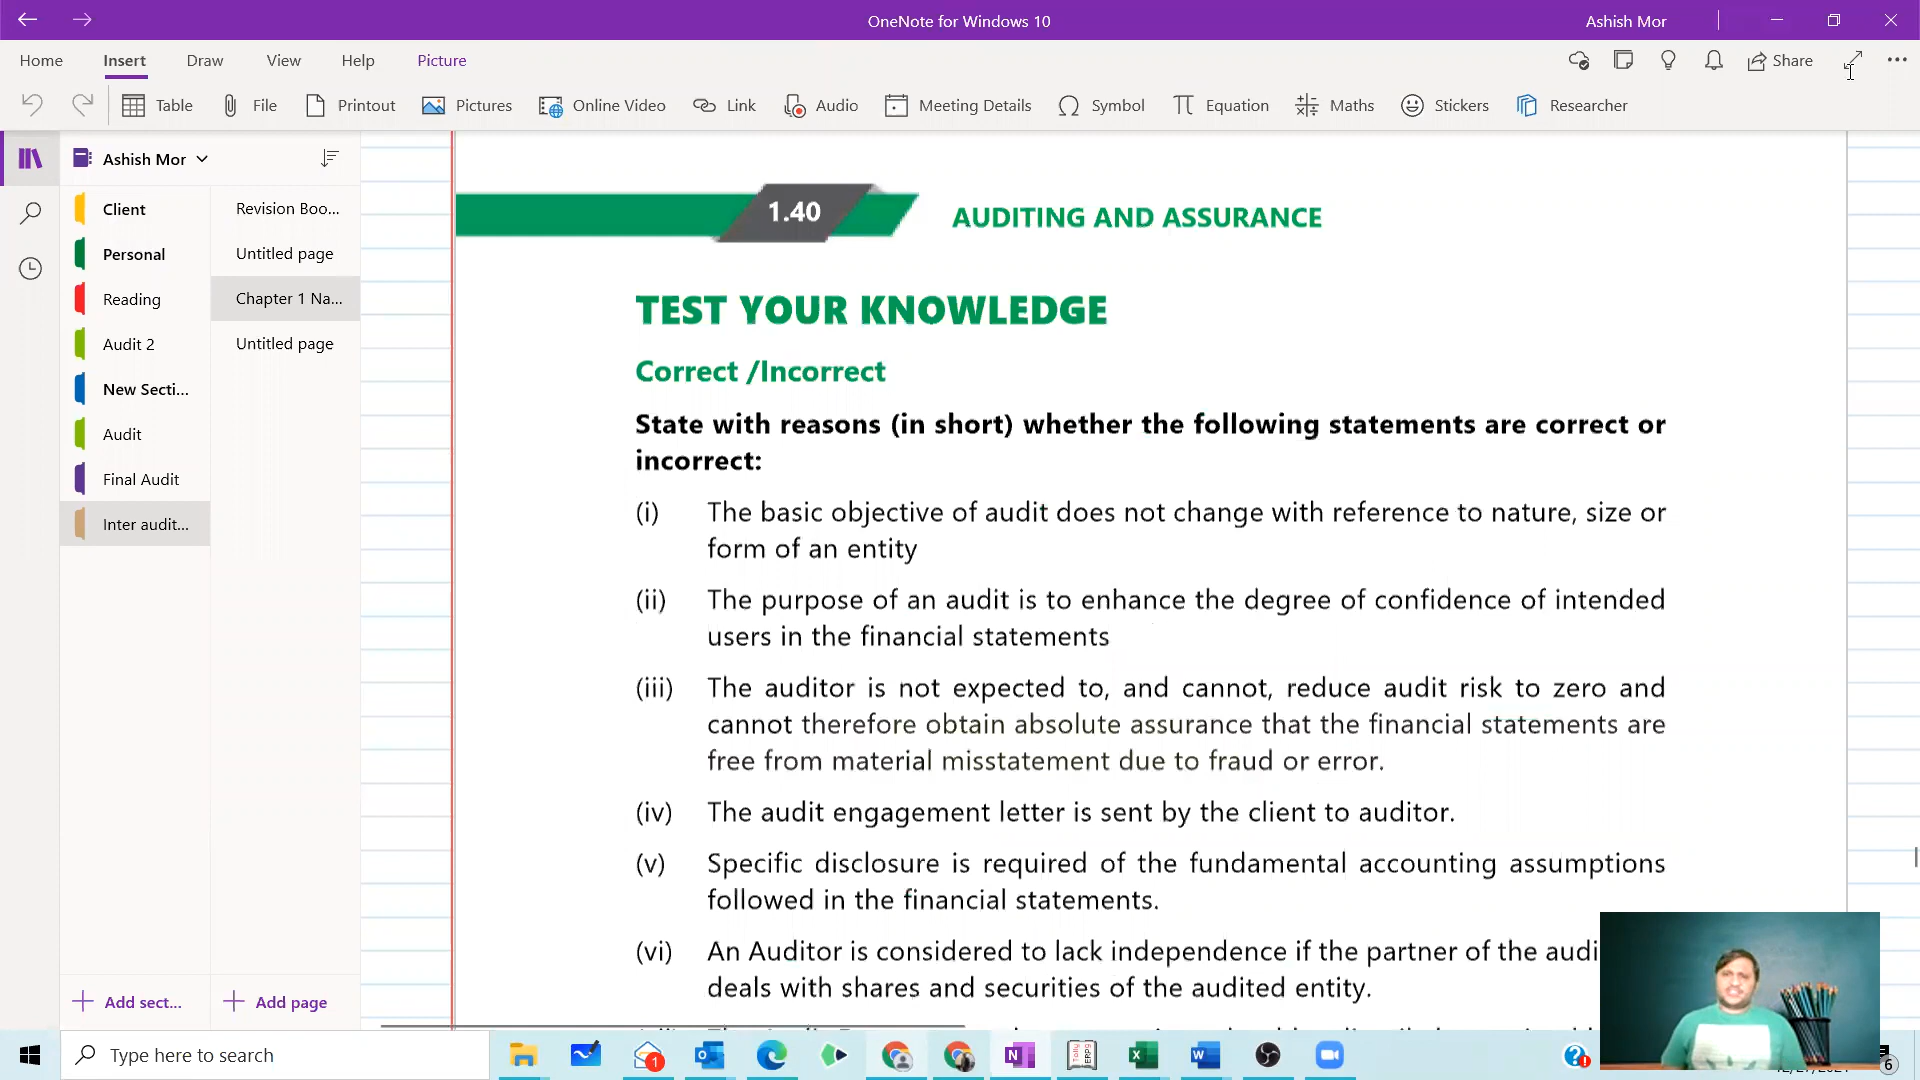 OneNote for Windows 10
Ashish Mor
Home Insert Draw View Help Picture
Share
Table File Printout Pictures Online Video Link Audio Meeting Details Symbol Equation Maths Stickers Researcher
Ashish Mor
Client
Personal
Reading
Audit 2
New Secti...
Audit
Final Audit
Inter audit...
Add sect...
Revision Boo...
Untitled page
Chapter 1 Na...
Untitled page
Add page
1.40
AUDITING AND ASSURANCE
TEST YOUR KNOWLEDGE
Correct /Incorrect
State with reasons (in short) whether the following statements are correct or
incorrect:
(i) The basic objective of audit does not change with reference to nature, size or
form of an entity
(ii) The purpose of an audit is to enhance the degree of confidence of intended
users in the financial statements
(iii) The auditor is not expected to, and cannot, reduce audit risk to zero and
cannot therefore obtain absolute assurance that the financial statements are
free from material misstatement due to fraud or error.
(iv) The audit engagement letter is sent by the client to auditor.
(v) Specific disclosure is required of the fundamental accounting assumptions
followed in the financial statements.
(vi) An Auditor is considered to lack independence if the partner of the audi
deals with shares and securities of the audited entity.
Type here to search
1
6